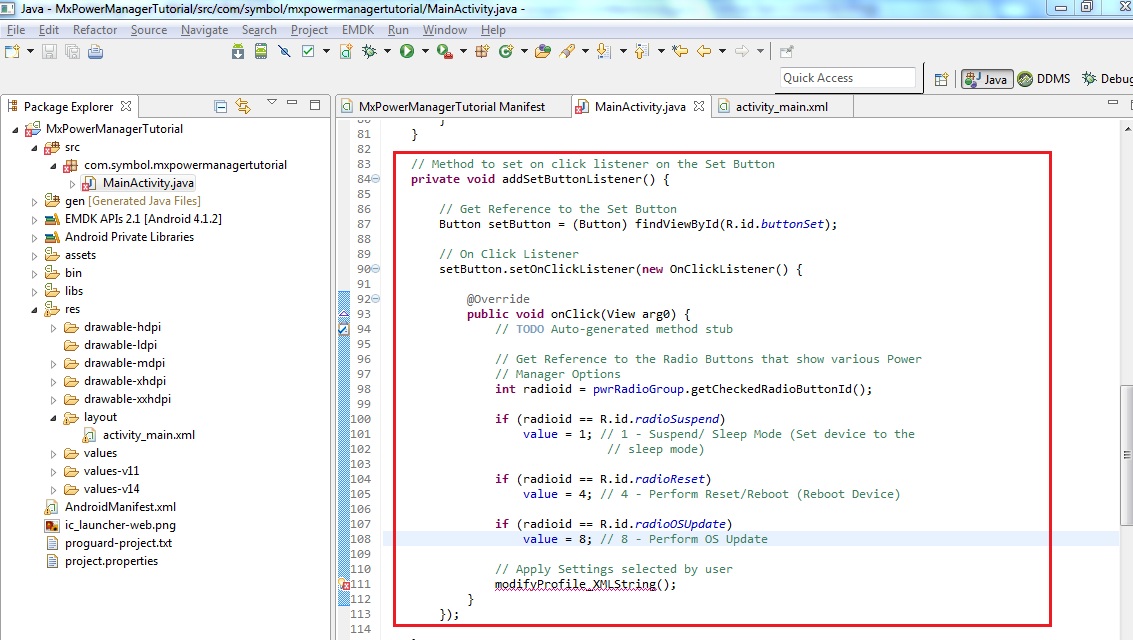 Java - MxPowerManagerTutorial/src/com/symbol/mxpowermanagertutorial/MainActivity.java -
File Edit Refactor Source Navigate Search Project EMDK Run Window Help
Quick Access
Java DDMS Debug
Package Explorer
MxPowerManagerTutorial
src
com.symbol.mxpowermanagertutorial
MainActivity.java
gen [Generated Java Files]
EMDK APIs 2.1 [Android 4.1.2]
Android Private Libraries
assets
bin
libs
res
drawable-hdpi
drawable-ldpi
drawable-mdpi
drawable-xhdpi
drawable-xxhdpi
layout
activity_main.xml
values
values-v11
values-v14
AndroidManifest.xml
ic_launcher-web.png
proguard-project.txt
project.properties
MxPowerManagerTutorial Manifest MainActivity.java activity_main.xml
80 }
81 }
82
83 // Method to set on click listener on the Set Button
84 private void addSetButtonListener() {
85
86 // Get Reference to the Set Button
87 Button setButton = (Button) findViewById(R.id.buttonSet);
88
89 // On Click Listener
90 setButton.setOnClickListener(new OnClickListener() {
91
92 @Override
93 public void onClick(View arg0) {
94 // TODO Auto-generated method stub
95
96 // Get Reference to the Radio Buttons that show various Power
97 // Manager Options
98 int radioid = pwrRadioGroup.getCheckedRadioButtonId();
99
100 if (radioid == R.id.radioSuspend)
101 value = 1; // 1 - Suspend/ Sleep Mode (Set device to the
102 // sleep mode)
103
104 if (radioid == R.id.radioReset)
105 value = 4; // 4 - Perform Reset/Reboot (Reboot Device)
106
107 if (radioid == R.id.radioOSUpdate)
108 value = 8; // 8 - Perform OS Update
109
110 // Apply Settings selected by user
111 modifyProfile_XMLString();
112 }
113 });
114